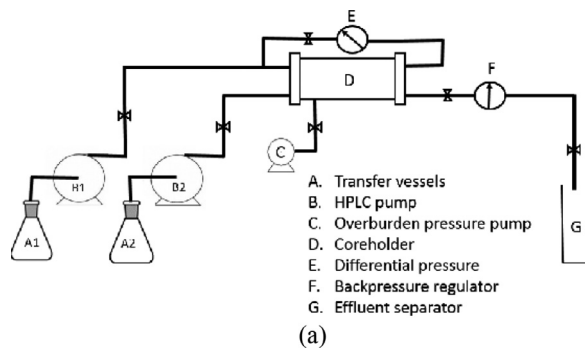 E
F
D
C
B1
B2
A1
A2
G
A. Transfer vessels
B. HPLC pump
C. Overburden pressure pump
D. Coreholder
E. Differential pressure
F. Backpressure regulator
G. Effluent separator
(a)